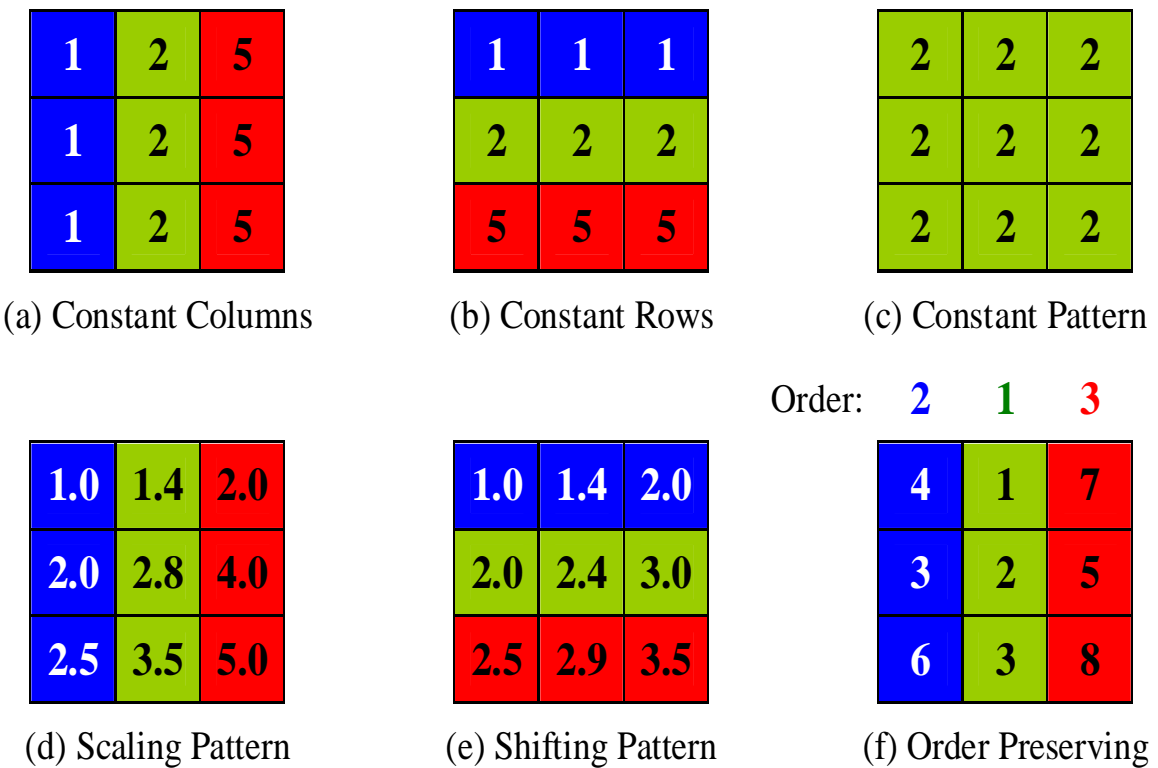 1 2 5 1 1 1 2 2 2
1 2 5 2 2 2 2 2 2
1 2 5 5 5 5 2 2 2
(a) Constant Columns (b) Constant Rows (c) Constant Pattern
Order: 2 1 3
1.0 1.4 2.0 1.0 1.4 2.0 4 1 7
2.0 2.8 4.0 2.0 2.4 3.0 3 2 5
2.5 3.5 5.0 2.5 2.9 3.5 6 3 8
(d) Scaling Pattern (e) Shifting Pattern (f) Order Preserving